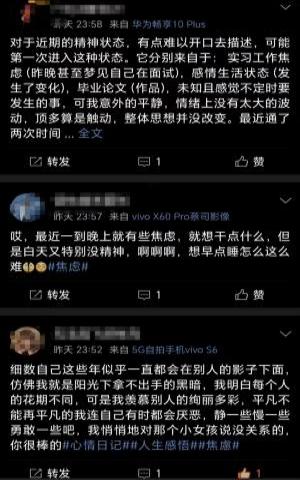 昨天 23:58 来自 华为畅享10 Plus
对于近期的精神状态，有点难以开口去描述，可能
第一次进入这种状态。它分别来自于：实习工作焦
虑 (昨晚甚至梦见自己在面试)，感情生活状态 (发
生了变化)，毕业论文 (作品)，未知且感觉不定时要
发生的事，可我意外的平静，情绪上没有太大的波
动，顶多算是触动，整体思想并没改变。最近通了
两次时间 ... 全文
转发 1 赞
昨天 23:57 来自 vivo X60 Pro蔡司影像
哎，最近一到晚上就有些焦虑，就想干点什么，但
是白天又特别没精神，啊啊啊，想早点睡怎么这么
难#焦虑#
转发 1 赞
昨天 23:52 来自 5G自拍手机vivo S6
细数自己这些年似乎一直都会在别人的影子下面，
仿佛我就是阳光下拿不出手的黑暗，我明白每个人
的花期不同，可是我羡慕别人的绚丽多彩，平凡不
能再平凡的我连自己有时都会厌恶，静一些慢一些
勇敢一些吧，我悄悄地对那个小女孩说没关系的，
你很棒的#心情日记##人生感悟##焦虑#
转发 1 1